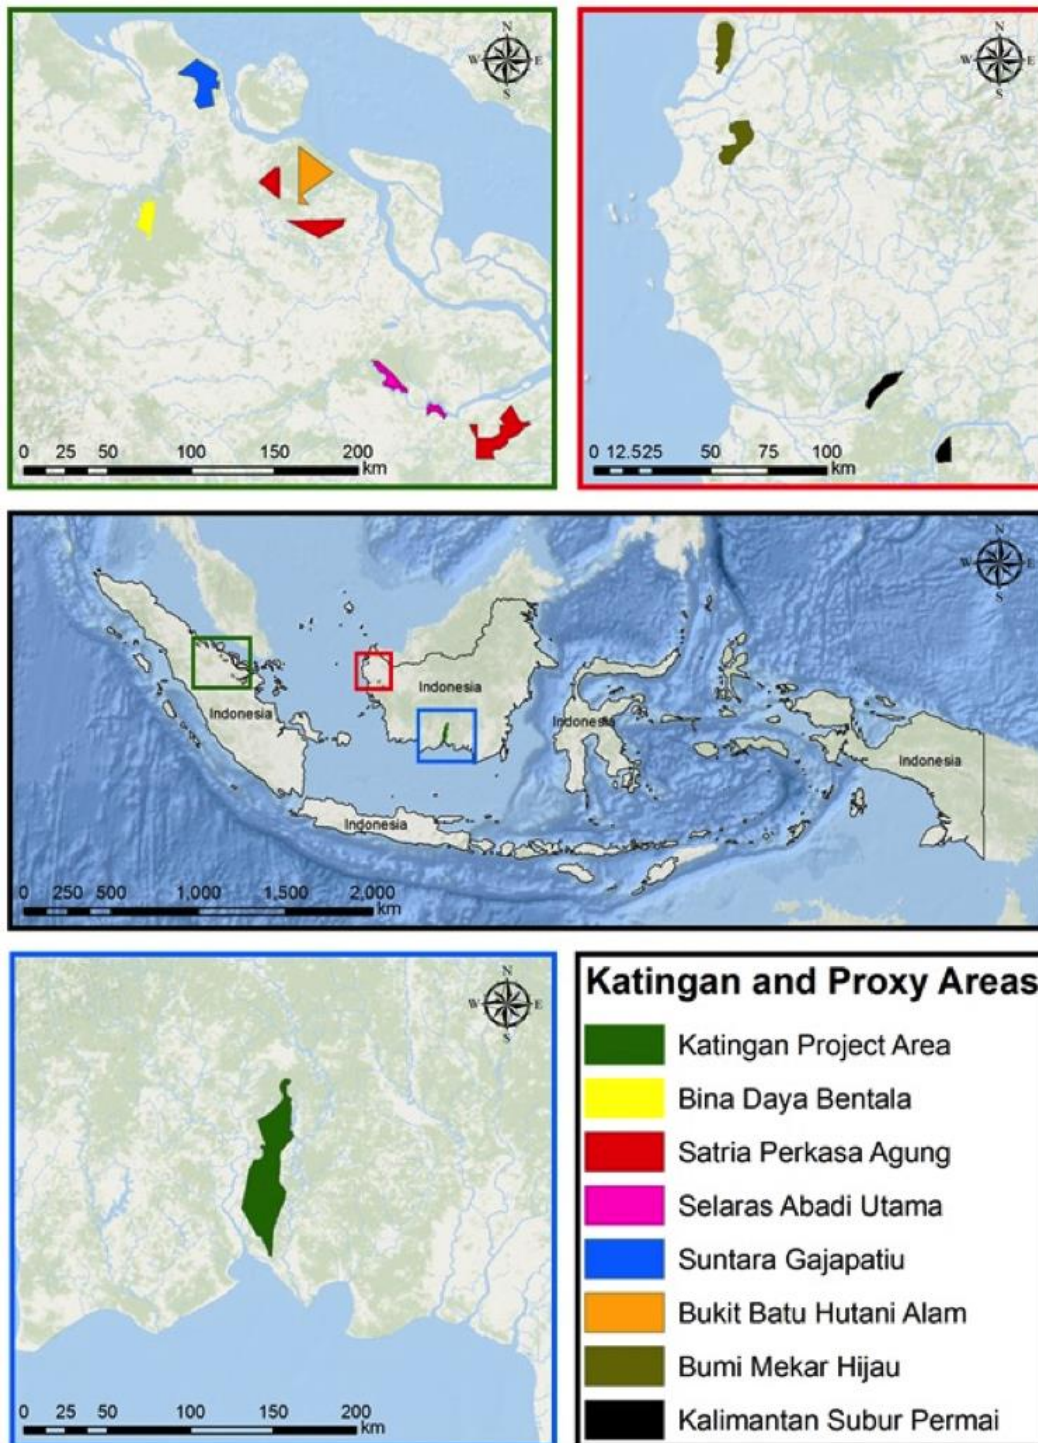 N
W E
S
0 25 50 100 150 200
km
N
W E
S
0 12.525 50 75 100
km
N
W E
S
Indonesia
Indonesia
Indonesia
Indonesia
Indonesia
0 250 500 1,000 1,500 2,000
km
N
W E
S
0 25 50 100 150 200
km
Katingan and Proxy Areas
Katingan Project Area
Bina Daya Bentala
Satria Perkasa Agung
Selaras Abadi Utama
Suntara Gajapatiu
Bukit Batu Hutani Alam
Bumi Mekar Hijau
Kalimantan Subur Permai